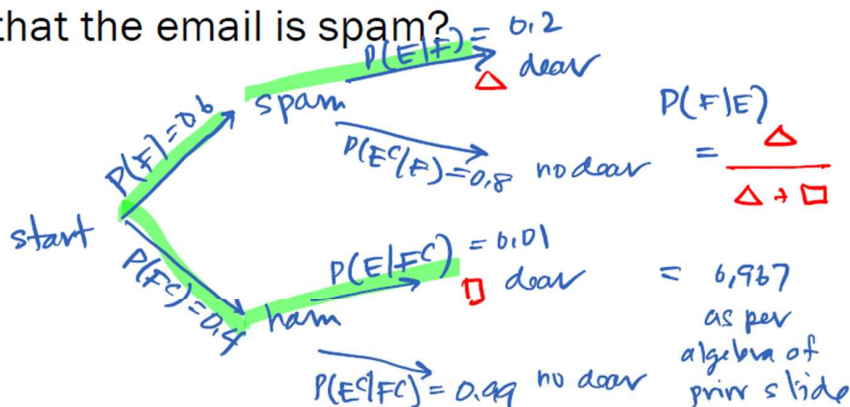 that the email is spam?
P(E|F) = 0.2
dear
spam
P(F)=0.6
P(E^C|F)=0.8 no dear
P(F|E)
= Δ
Δ + □
start
P(E|F^C) = 0.01
dear
P(F^C)=0.4
ham
= 0,967
as per
algebra of
prior slide
P(E^C|F^C) = 0.99 no dear